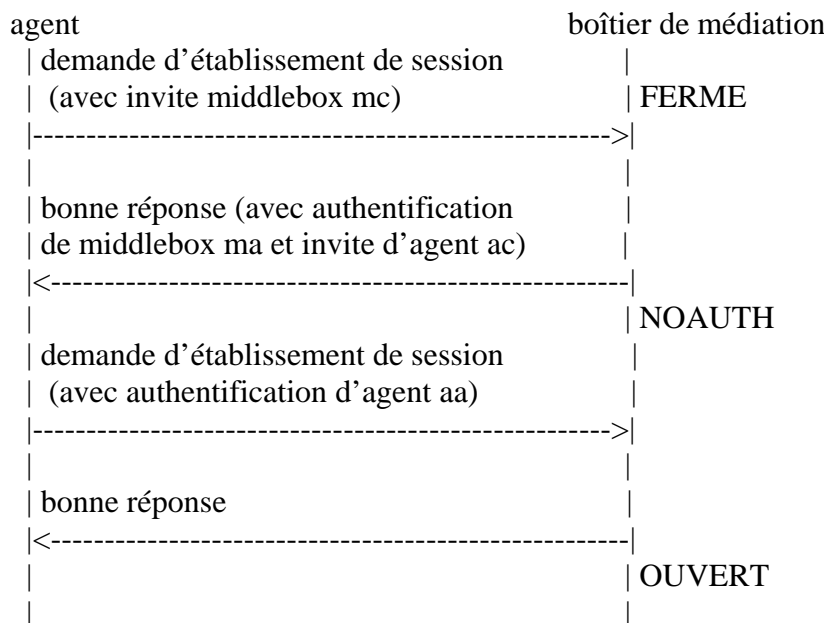 agent boîtier de médiation
| demande d’établissement de session |
| (avec invite middlebox mc) | FERME
|------------------------------------------------------>|
| |
| bonne réponse (avec authentification |
| de middlebox ma et invite d’agent ac) |
|<------------------------------------------------------|
| | NOAUTH
| demande d’établissement de session |
| (avec authentification d’agent aa) |
|------------------------------------------------------>|
| |
| bonne réponse |
|<------------------------------------------------------|
| | OUVERT
| |